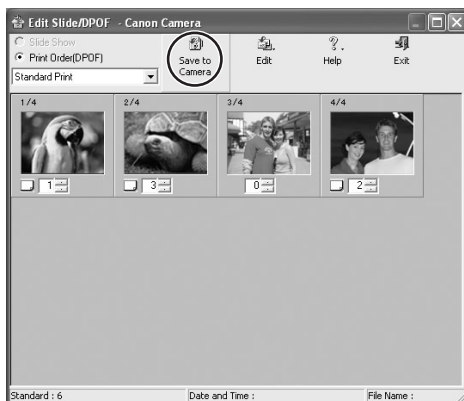 Edit Slide/DPOF - Canon Camera
Slide Show
Print Order(DPOF)
Standard Print
Save to
Camera
Edit
Help
Exit
1/4
2/4
3/4
4/4
1
3
0
2
Standard : 6
Date and Time :
File Name :